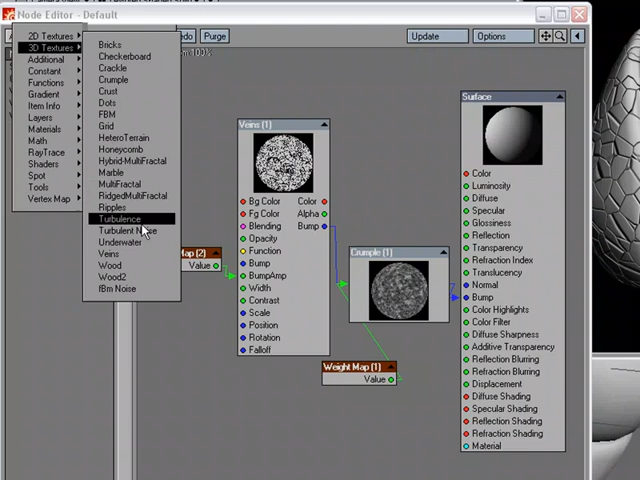 Node Editor - Default
2D Textures
3D Textures
Additional
Constant
Functions
Gradient
Item Info
Layers
Materials
Math
RayTrace
Shaders
Spot
Tools
Vertex Map
Bricks
Checkerboard
Crackle
Crumple
Crust
Dots
FBM
Grid
HeteroTerrain
Honeycomb
Hybrid-MultiFractal
Marble
MultiFractal
RidgedMultiFractal
Ripples
Turbulence
Turbulent Noise
Underwater
Veins
Wood
Wood2
fBm Noise
Purge
Update
Options
Map (2)
Value
Veins (1)
Bg Color
Color
Fg Color
Alpha
Blending
Bump
Opacity
Function
Bump
BumpAmp
Width
Contrast
Scale
Position
Rotation
Falloff
Crumple (1)
Weight Map (1)
Value
Surface
Color
Luminosity
Diffuse
Specular
Glossiness
Reflection
Transparency
Refraction Index
Translucency
Normal
Bump
Color Highlights
Color Filter
Diffuse Sharpness
Additive Transparency
Reflection Blurring
Refraction Blurring
Displacement
Diffuse Shading
Specular Shading
Reflection Shading
Refraction Shading
Material